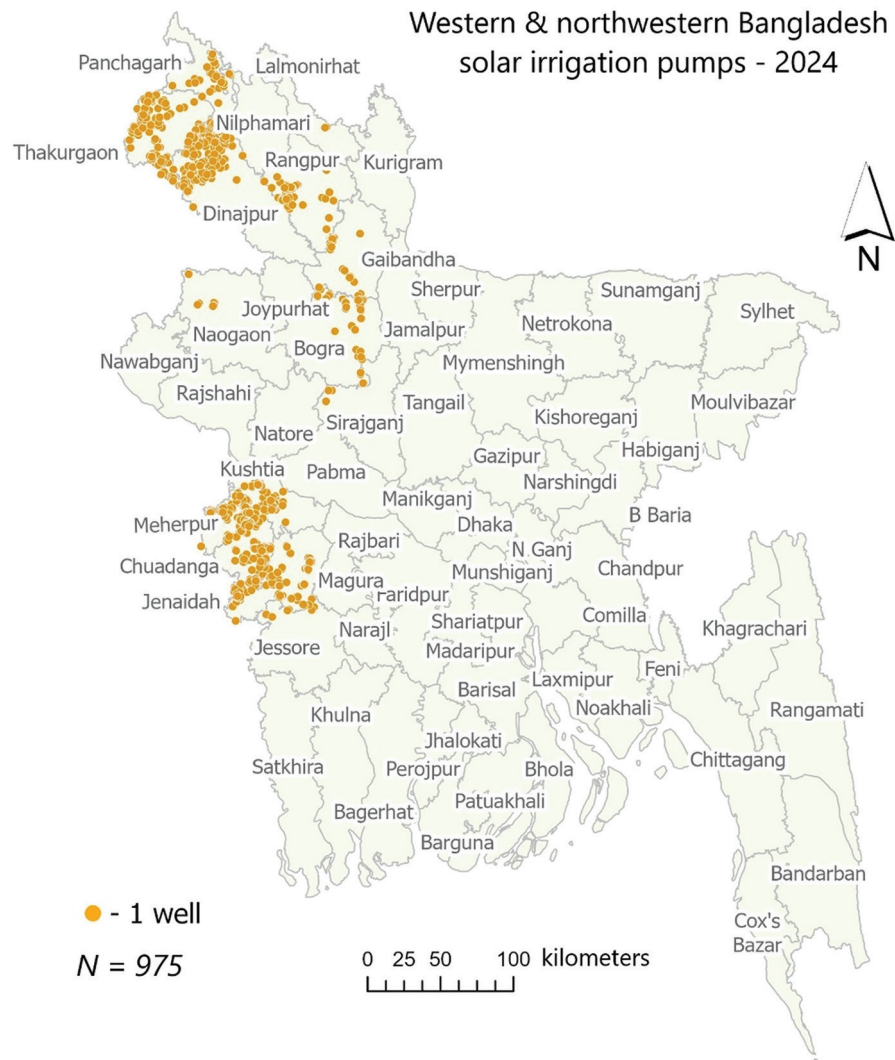 Western & northwestern Bangladesh
solar irrigation pumps - 2024
Panchagarh
Lalmonirhat
Nilphamari
Thakurgaon
Rangpur
Kurigram
Dinajpur
N
Gaibandha
Sherpur
Sunamganj
Joypurhat
Sylhet
Jamalpur
Netrokona
Naogaon
Bogra
Nawabganj
Mymenshingh
Rajshahi
Tangail
Moulvibazar
Kishoreganj
Sirajganj
Natore
Habiganj
Gazipur
Kushtia
Pabma
Narshingdi
Manikganj
B Baria
Meherpur
Dhaka
Rajbari
N Ganj
Chuadanga
Munshiganj
Chandpur
Magura
Faridpur
Jenaidah
Shariatpur
Comilla
Narajl
Khagrachari
Jessore
Madaripur
Feni
Laxmipur
Barisal
Noakhali
Rangamati
Khulna
Jhalokati
Chittagang
Satkhira
Perojpur
Bhola
Patuakhali
Bagerhat
Barguna
Bandarban
- 1 well
Cox's
Bazar
N = 975
0 25 50 100 kilometers